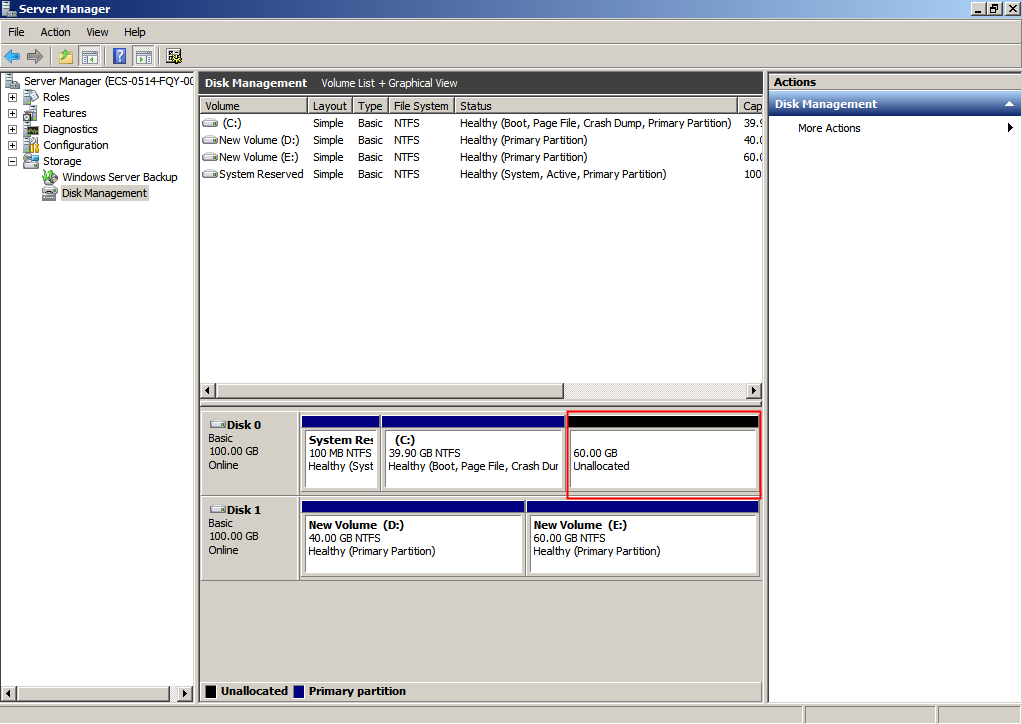 Server Manager
File Action View Help
Server Manager (ECS-0514-FQY-00
Roles
Features
Diagnostics
Configuration
Storage
Windows Server Backup
Disk Management
Disk Management Volume List + Graphical View
Volume Layout Type File System Status Cap
(C:) Simple Basic NTFS Healthy (Boot, Page File, Crash Dump, Primary Partition) 39.9
New Volume (D:) Simple Basic NTFS Healthy (Primary Partition) 40.0
New Volume (E:) Simple Basic NTFS Healthy (Primary Partition) 60.0
System Reserved Simple Basic NTFS Healthy (System, Active, Primary Partition) 100
Disk 0
Basic
100.00 GB
Online
System Res
100 MB NTFS
Healthy (Syst
(C:)
39.90 GB NTFS
Healthy (Boot, Page File, Crash Dur
60.00 GB
Unallocated
Disk 1
Basic
100.00 GB
Online
New Volume (D:)
40.00 GB NTFS
Healthy (Primary Partition)
New Volume (E:)
60.00 GB NTFS
Healthy (Primary Partition)
Unallocated Primary partition
Actions
Disk Management
More Actions